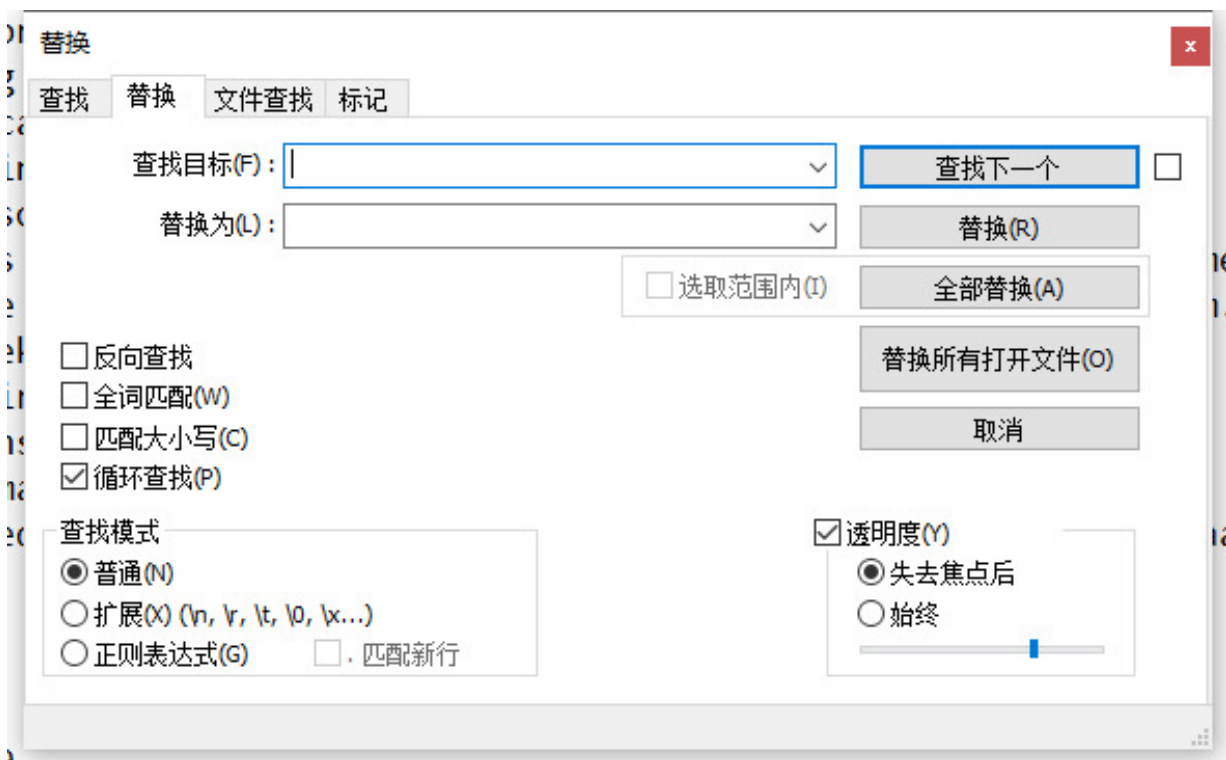 替换
x
查找 替换 文件查找 标记
查找目标(F) :
查找下一个
替换为(L) :
替换(R)
选取范围内(I)
全部替换(A)
反向查找
替换所有打开文件(O)
全词匹配(W)
匹配大小写(C)
取消
循环查找(P)
查找模式
透明度(Y)
普通(N)
失去焦点后
扩展(X) (\n, \r, \t, \0, \x...)
始终
正则表达式(G) . 匹配新行